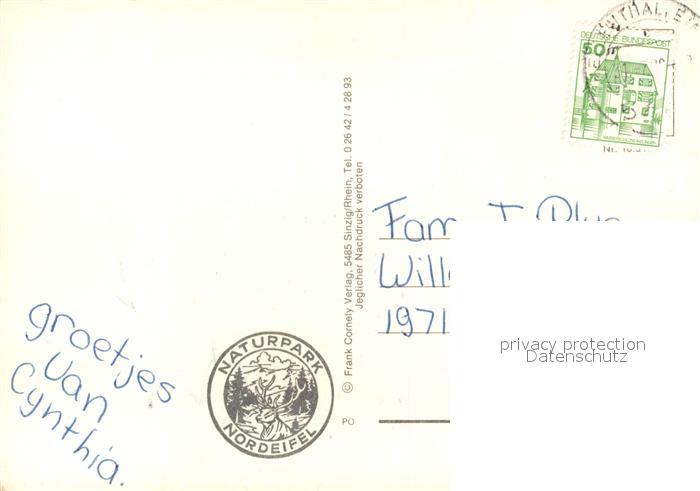 DEUTSCHE BUNDESPOST
50
groetjes
van
Cynthia.
NATURPARK
NORDEIFEL
© Frank Cornely Verlag, 5485 Sinzig/Rhein, Tel. 0 26 42 / 4 28 93
Jeglicher Nachdruck verboten
PO
Fam
1971
privacy protection
Datenschutz